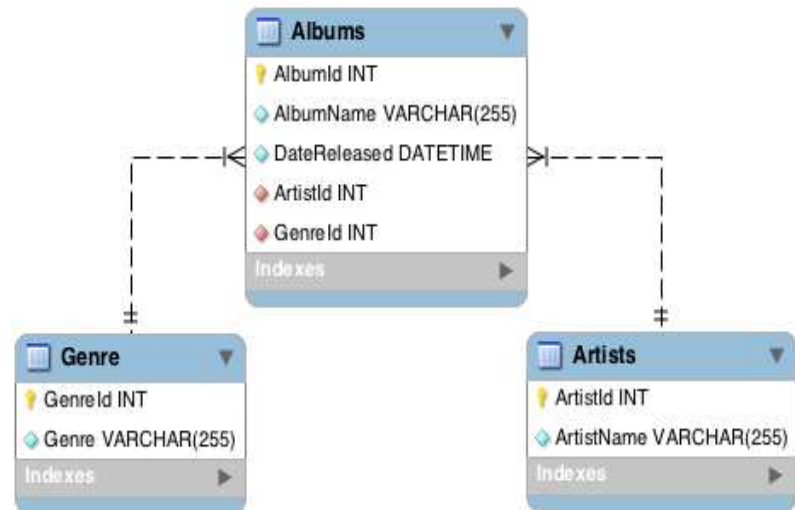 Albums
AlbumId INT
AlbumName VARCHAR(255)
DateReleased DATETIME
ArtistId INT
GenreId INT
Indexes
Genre
GenreId INT
Genre VARCHAR(255)
Indexes
Artists
ArtistId INT
ArtistName VARCHAR(255)
Indexes